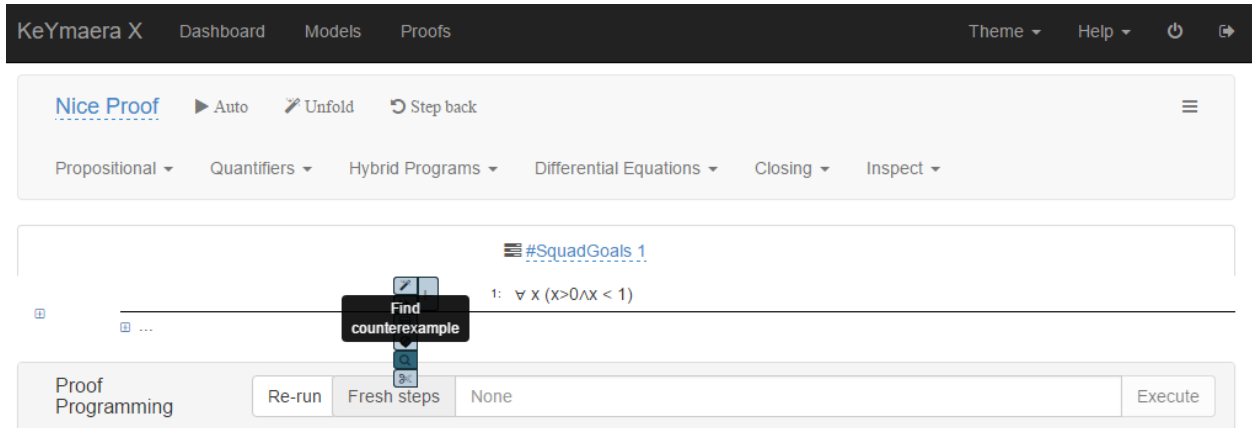 KeYmaera X Dashboard Models Proofs Theme Help
Nice Proof Auto Unfold Step back
Propositional Quantifiers Hybrid Programs Differential Equations Closing Inspect
#SquadGoals 1
1: ∀ x (x>0∧x < 1)
Find
counterexample
...
Proof
Programming
Re-run Fresh steps None Execute